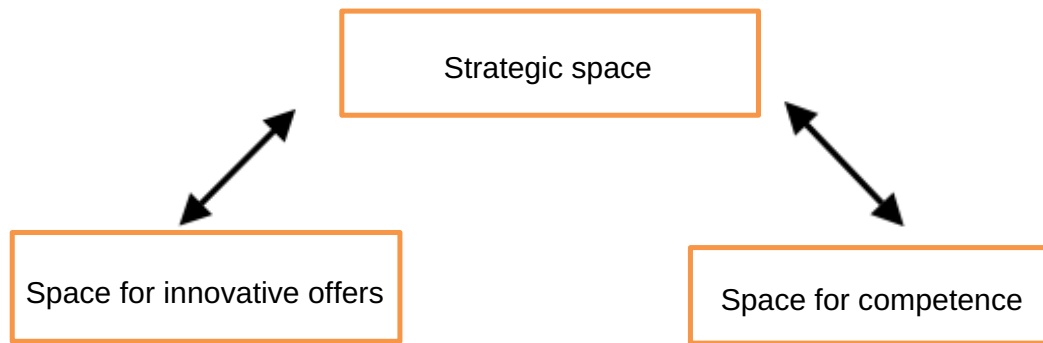 Strategic space
Space for innovative offers
Space for competence